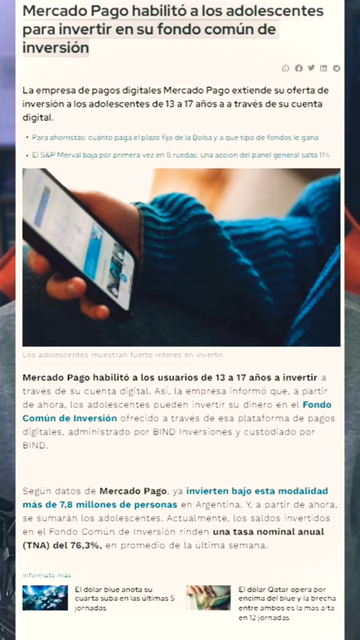 Mercado Pago habilitó a los adolescentes
para invertir en su fondo común de
inversión
La empresa de pagos digitales Mercado Pago extiende su oferta de
inversión a los adolescentes de 13 a 17 años a a través de su cuenta
digital.
• Para ahorristas: cuánto paga el plazo fijo de la Bolsa y a que tipo de fondos le gana
• El S&P Merval baja por primera vez en 8 ruedas; una acción del panel general salta 11%
Los adolescentes muestran fuerte interés en invertir.
Mercado Pago habilitó a los usuarios de 13 a 17 años a invertir a
través de su cuenta digital. Así, la empresa informó que, a partir
de ahora, los adolescentes pueden invertir su dinero en el Fondo
Común de Inversión ofrecido a través de esa plataforma de pagos
digitales, administrado por BIND Inversiones y custodiado por
BIND.
Según datos de Mercado Pago, ya invierten bajo esta modalidad
más de 7,8 millones de personas en Argentina. Y, a partir de ahora,
se sumarán los adolescentes. Actualmente, los saldos invertidos
en el Fondo Común de Inversión rinden una tasa nominal anual
(TNA) del 76,3%, en promedio de la última semana.
Informate más
El dólar blue anota su
cuarta suba en las últimas 5
jornadas
El dólar Qatar opera por
encima del blue y la brecha
entre ambos es la más alta
en 12 jornadas